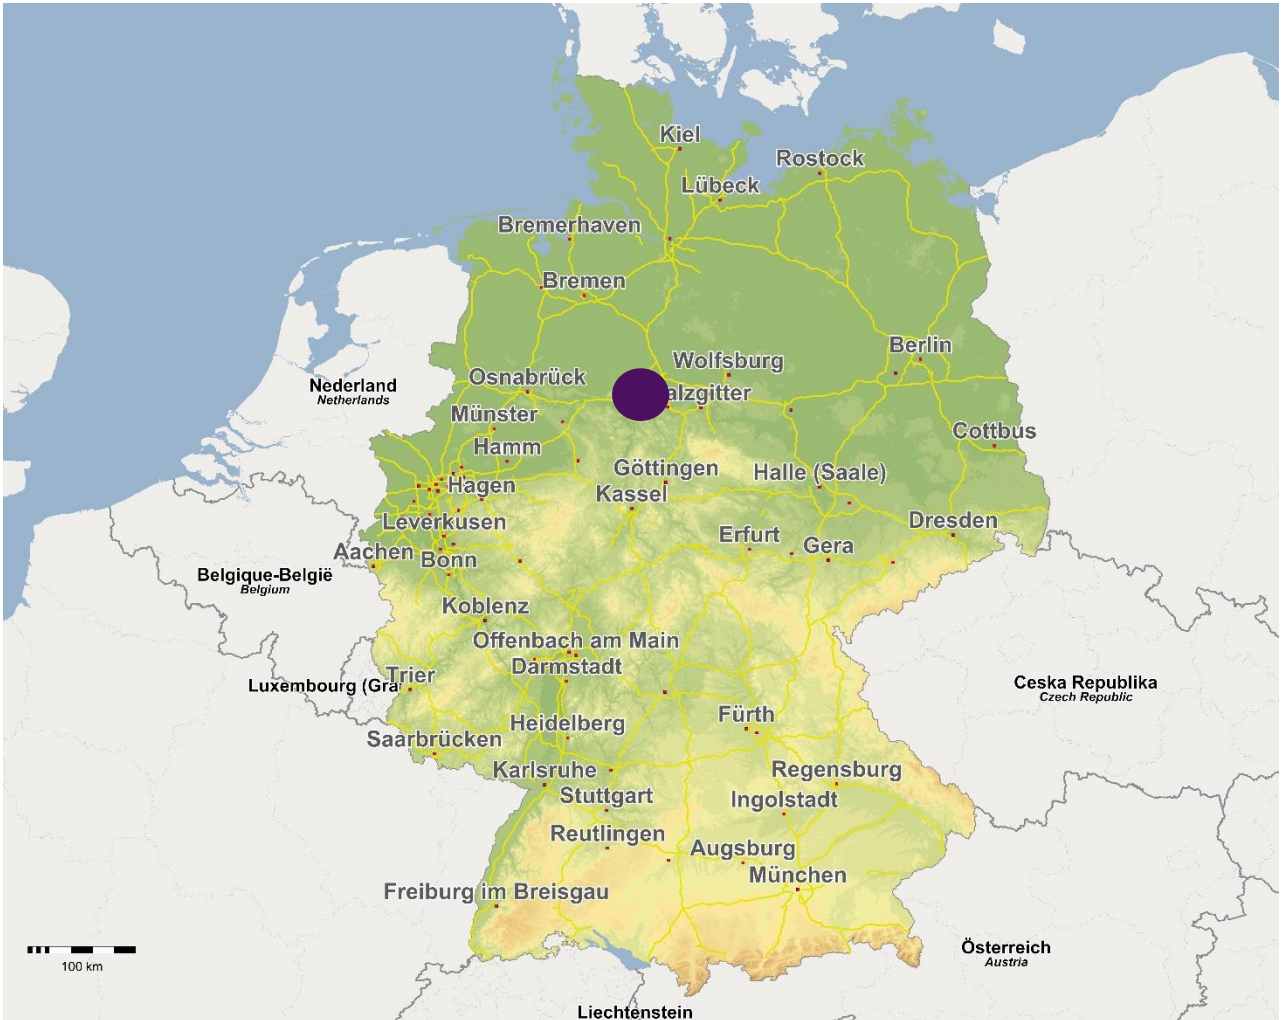 Kiel
Rostock
Lübeck
Bremerhaven
Bremen
Berlin
Wolfsburg
Osnabrück
Nederland
Netherlands
alzgitter
Münster
Cottbus
Hamm
Göttingen
Halle (Saale)
Hagen
Kassel
Leverkusen
Dresden
Erfurt
Gera
Aachen
Bonn
Belgique-België
Belgium
Koblenz
Offenbach am Main
Darmstadt
Trier
Luxembourg (Gra
Ceska Republika
Czech Republic
Fürth
Heidelberg
Saarbrücken
Karlsruhe
Regensburg
Stuttgart
Ingolstadt
Reutlingen
Augsburg
München
Freiburg im Breisgau
Österreich
Austria
100 km
Liechtenstein